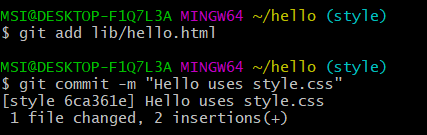 MSI@DESKTOP-F1Q7L3A MINGW64 ~/hello (style)
$ git add lib/hello.html
MSI@DESKTOP-F1Q7L3A MINGW64 ~/hello (style)
$ git commit -m "Hello uses style.css"
[style 6ca361e] Hello uses style.css
 1 file changed, 2 insertions(+)